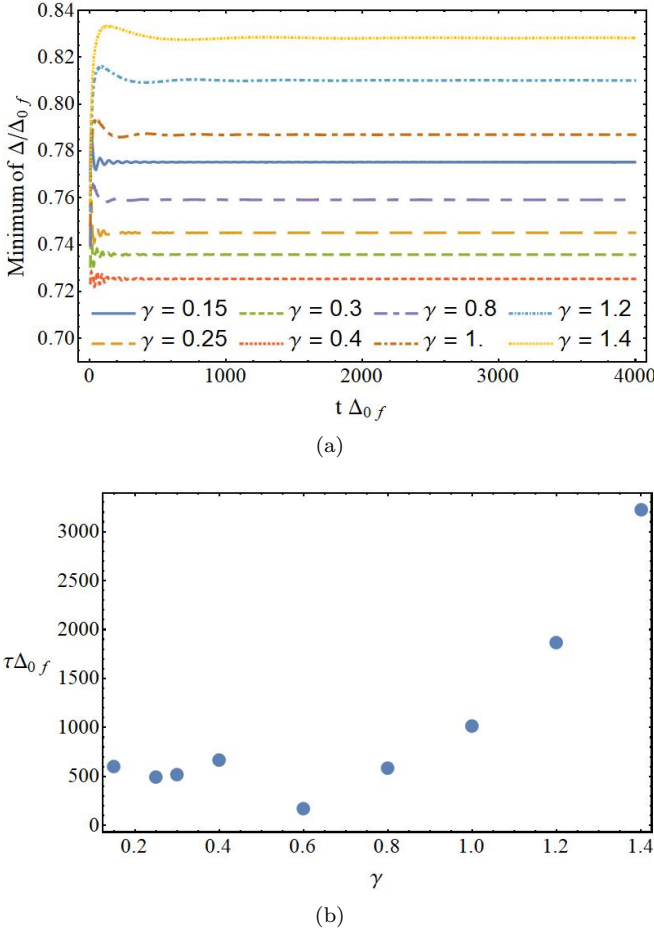 0.84
0.82
0.80
0.78
0.76
0.74
0.72
0.70
Minimum of Δ/Δ₀ f
γ = 0.15 γ = 0.3 γ = 0.8 γ = 1.2
γ = 0.25 γ = 0.4 γ = 1. γ = 1.4
0 1000 2000 3000 4000
t Δ₀ f
(a)
3000
2500
2000
1500
1000
500
0
τΔ₀ f
0.2 0.4 0.6 0.8 1.0 1.2 1.4
γ
(b)